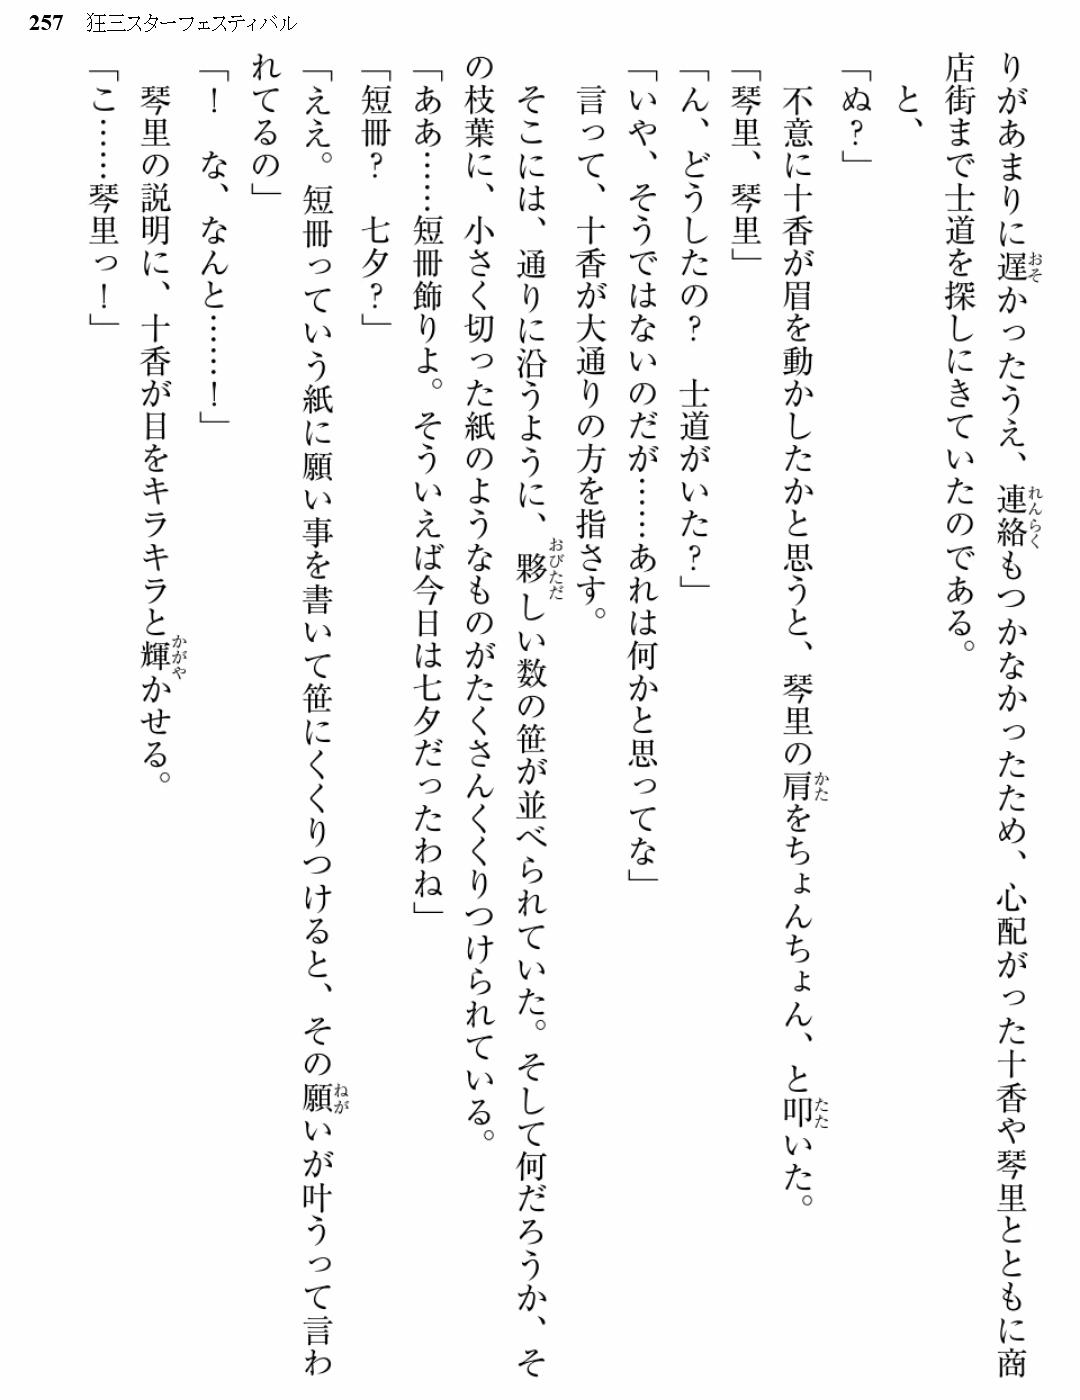 257 狂三スターフェスティバル
りがあまりに遅かったうえ、連絡もつかなかったため、心配がった十香や琴里とともに商
店街まで士道を探しにきていたのである。
と、
「ぬ？」
不意に十香が眉を動かしたかと思うと、琴里の肩をちょんちょん、と叩いた。
「琴里、琴里」
「ん、どうしたの？　士道がいた？」
「いや、そうではないのだが……あれは何かと思ってな」
言って、十香が大通りの方を指さす。
そこには、通りに沿うように、夥しい数の笹が並べられていた。そして何だろうか、そ
の枝葉に、小さく切った紙のようなものがたくさんくくりつけられている。
「ああ……短冊飾りよ。そういえば今日は七夕だったわね」
「短冊？　七夕？」
「ええ。短冊っていう紙に願い事を書いて笹にくくりつけると、その願いが叶うって言わ
れてるの」
「！　な、なんと……！」
琴里の説明に、十香が目をキラキラと輝かせる。
「こ……琴里っ！」